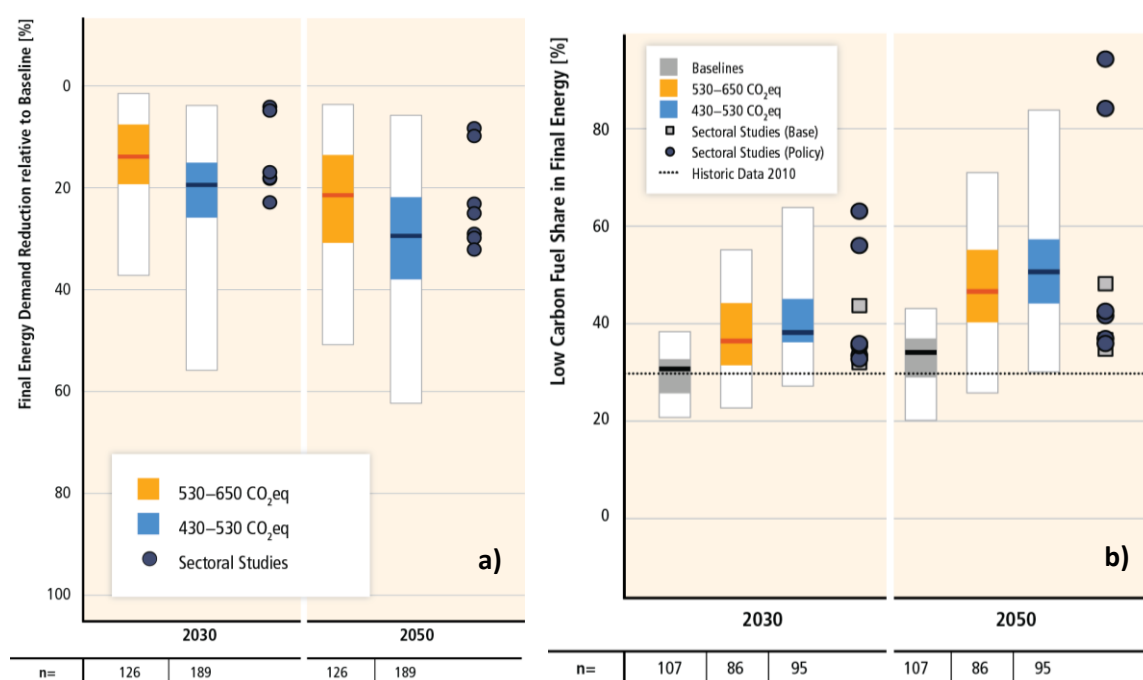 Final Energy Demand Reduction relative to Baseline [%]
0
20
40
60
80
100
530–650 CO₂eq
430–530 CO₂eq
Sectoral Studies
a)
2030 2050
n= 126 189 126 189
Low Carbon Fuel Share in Final Energy [%]
80
60
40
20
0
Baselines
530–650 CO₂eq
430–530 CO₂eq
Sectoral Studies (Base)
Sectoral Studies (Policy)
Historic Data 2010
b)
2030 2050
n= 107 86 95 107 86 95